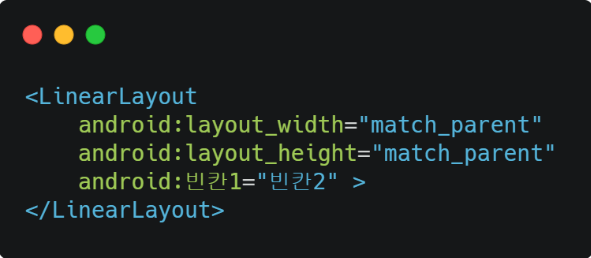 <LinearLayout
    android:layout_width="match_parent"
    android:layout_height="match_parent"
    android:빈칸1="빈칸2" >
</LinearLayout>